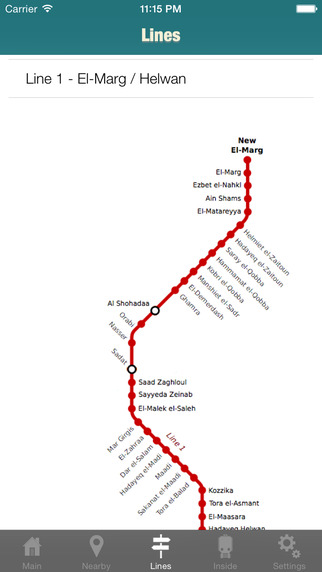 Carrier 11:15 PM
Lines
Line 1 - El-Marg / Helwan
New
El-Marg
El-Marg
Ezbet el-Nahkl
Ain Shams
El-Matareyya
Helmiet el-Zaitoun
Hadayeq el-Zaitoun
Saray el-Qobba
Hammamat el-Qobba
Kobri el-Qobba
Manshiet el-Sadr
El-Demerdash
Ghamra
Al Shohadaa
Orabi
Nasser
Sadat
Saad Zaghloul
Sayyeda Zeinab
El-Malek el-Saleh
Mar Girgis
El-Zahraa
Dar el-Salam
Hadayeq el-Maadi
Maadi
Sakanat el-Maadi
Tora el-Balad
Line 1
Kozzika
Tora el-Asmant
El-Maasara
Hadayeq Helwan
Main
Nearby
Lines
Inside
Settings